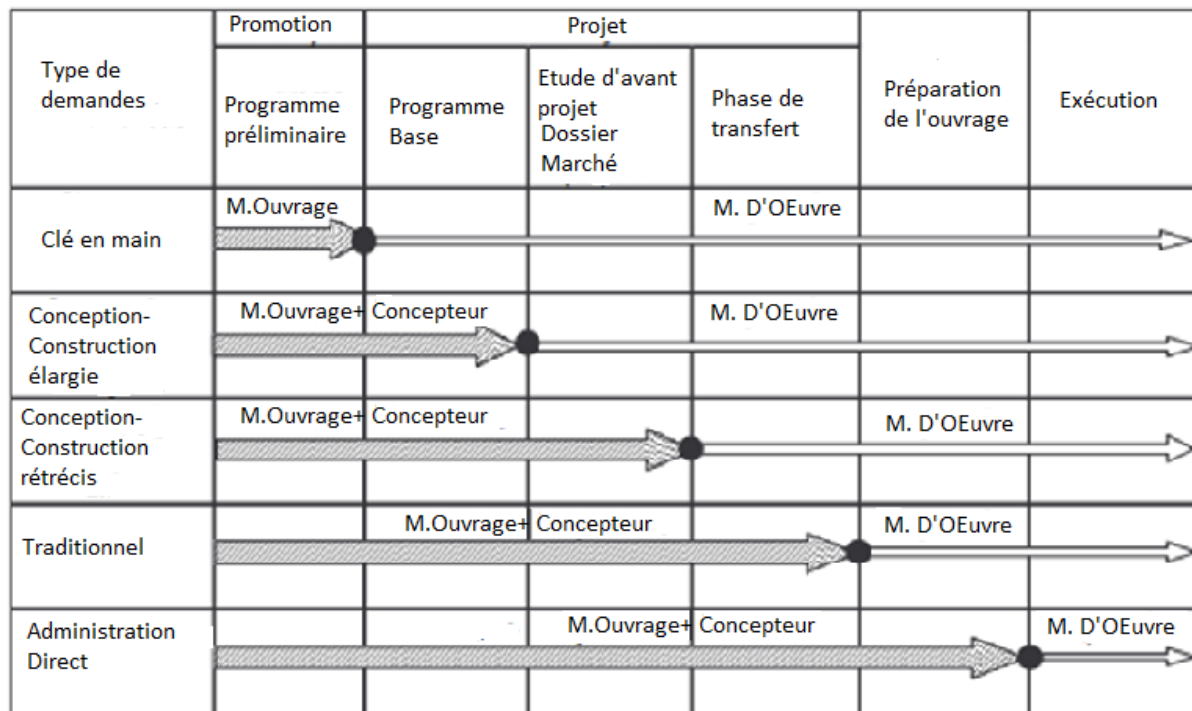 Type de
demandes
Promotion
Projet
Programme
préliminaire
Programme
Base
Etude d'avant
projet
Dossier
Marché
Phase de
transfert
Préparation
de l'ouvrage
Exécution
Clé en main
M.Ouvrage
M. D'OEuvre
Conception-
Construction
élargie
M.Ouvrage+ Concepteur
M. D'OEuvre
Conception-
Construction
rétrécis
M.Ouvrage+ Concepteur
M. D'OEuvre
Traditionnel
M.Ouvrage+ Concepteur
M. D'OEuvre
Administration
Direct
M.Ouvrage+ Concepteur
M. D'OEuvre